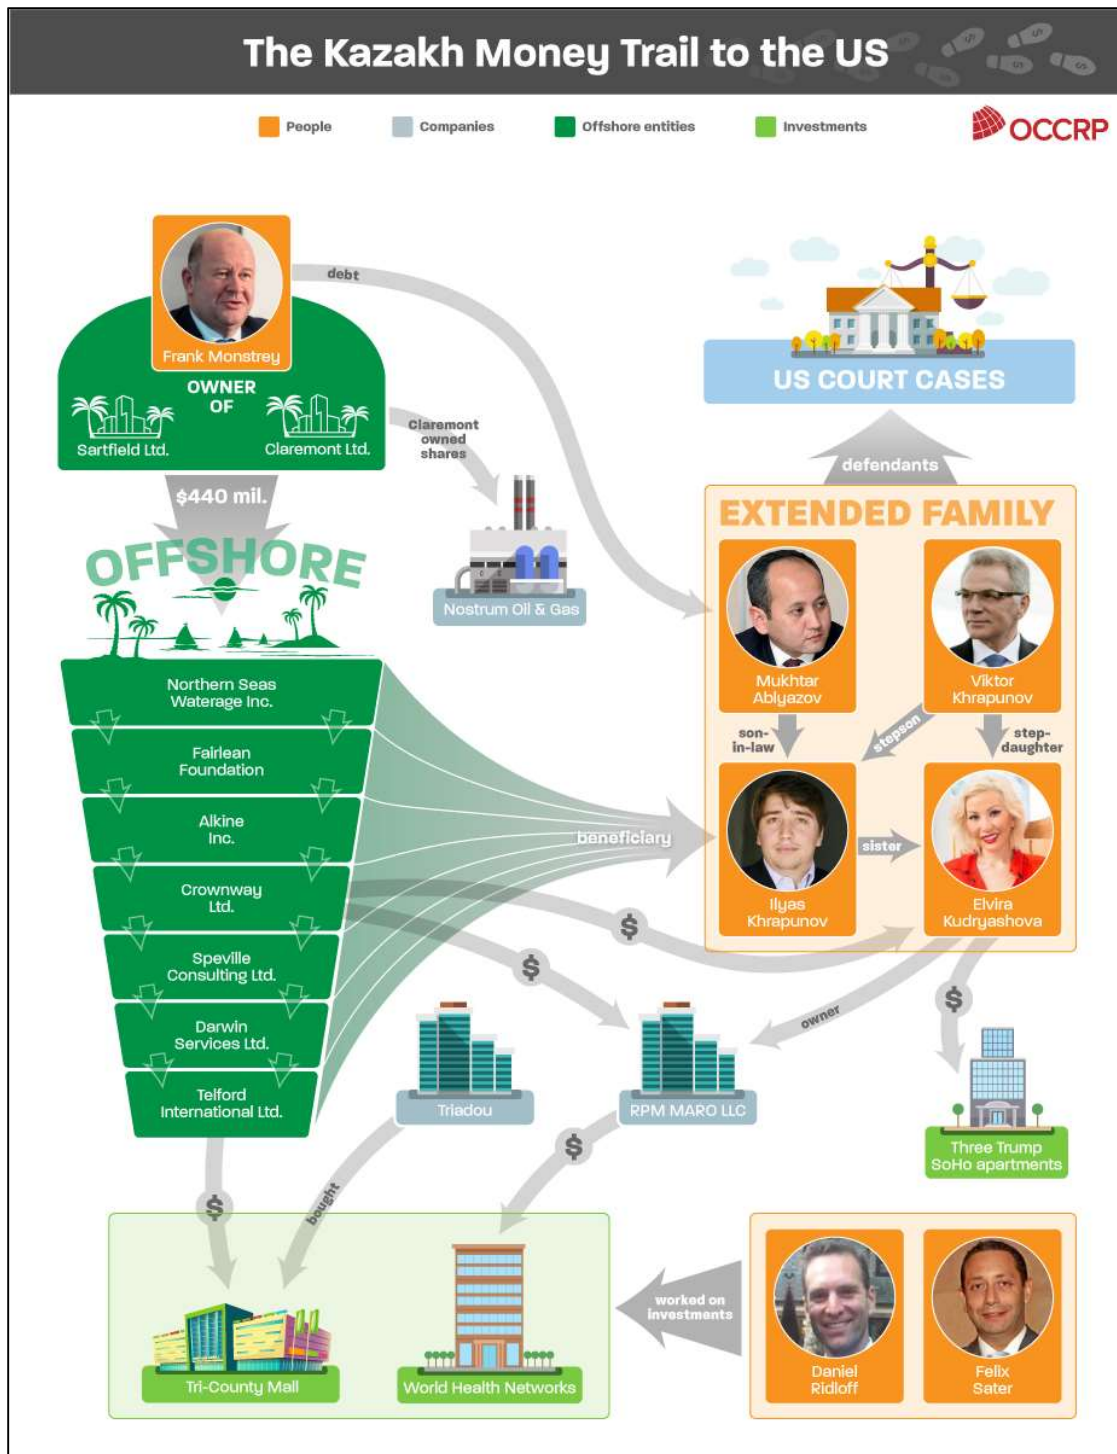 The Kazakh Money Trail to the US
People
Companies
Offshore entities
Investments
OCCRP
Frank Monstrey
OWNER
OF
Sartfield Ltd.
Claremont Ltd.
debt
Claremont
owned
shares
$440 mil.
OFFSHORE
Nostrum Oil & Gas
US COURT CASES
defendants
EXTENDED FAMILY
Mukhtar
Ablyazov
Viktor
Khrapunov
son-
in-law
stepson
step-
daughter
Ilyas
Khrapunov
sister
Elvira
Kudryashova
Northern Seas
Waterage Inc.
Fairlean
Foundation
Alkine
Inc.
Crownway
Ltd.
Speville
Consulting Ltd.
Darwin
Services Ltd.
Telford
International Ltd.
beneficiary
$
$
$
owner
Triadou
RPM MARO LLC
Three Trump
SoHo apartments
$
$
bought
Tri-County Mall
World Health Networks
worked on
investments
Daniel
Ridloff
Felix
Sater